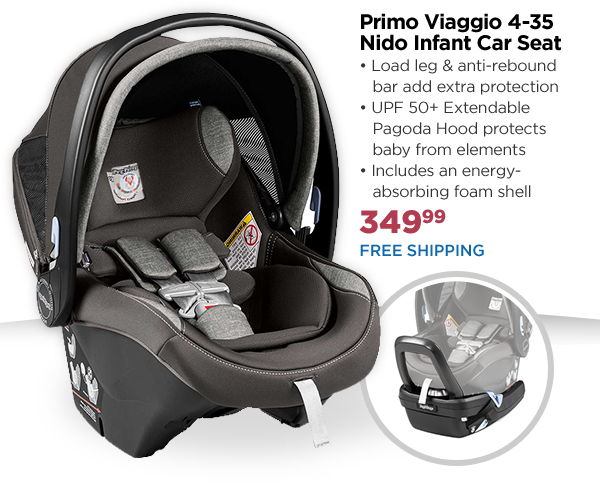 Primo Viaggio 4-35
Nido Infant Car Seat
• Load leg & anti-rebound
bar add extra protection
• UPF 50+ Extendable
Pagoda Hood protects
baby from elements
• Includes an energy-
absorbing foam shell
349⁹⁹
FREE SHIPPING